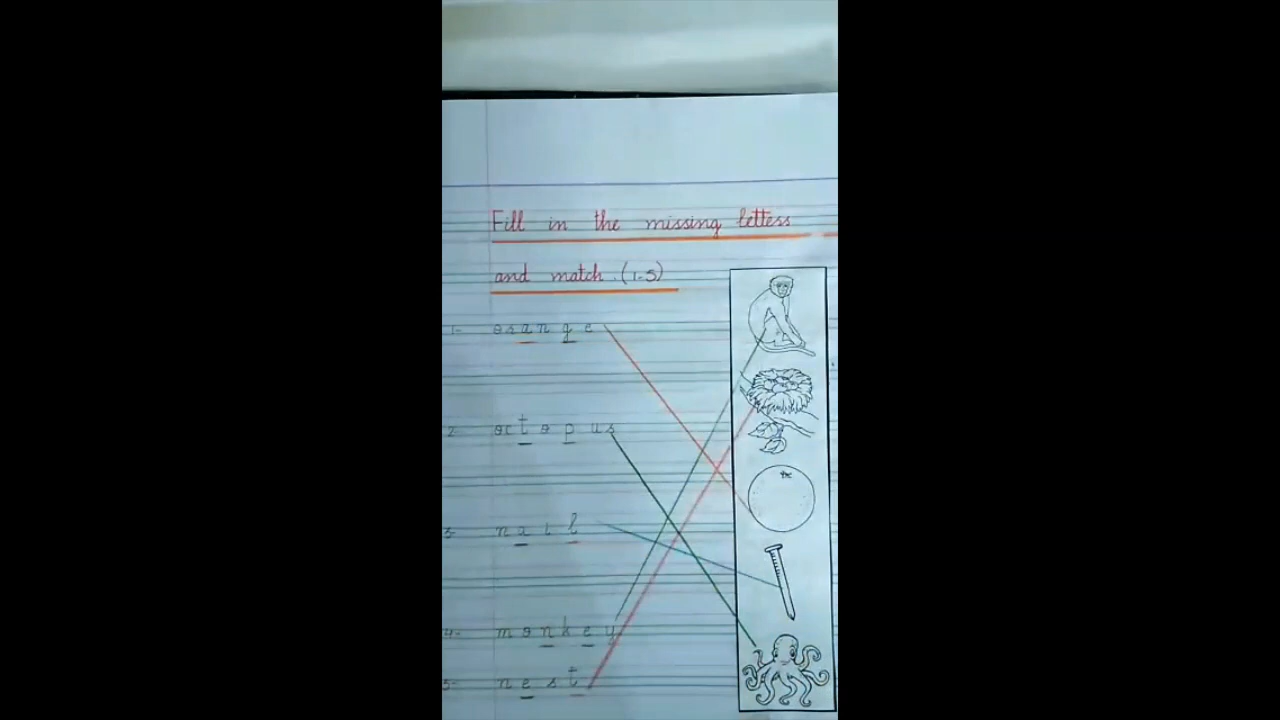 Fill in the missing letters
and match. (1-5)
1- orange
2- octopus
3- nail
4- monkey
5- nest